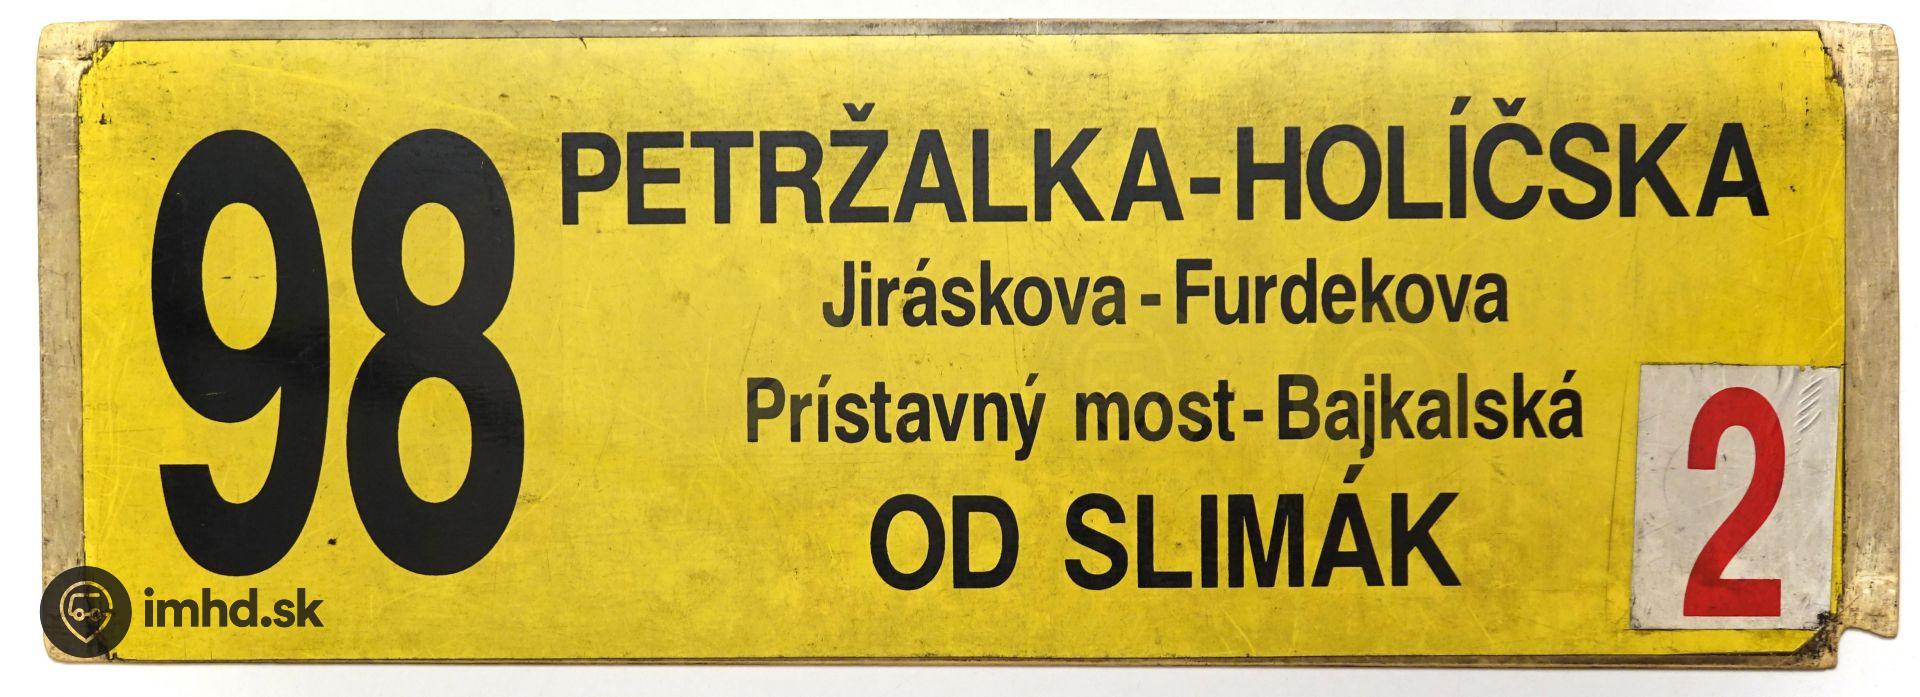 98
PETRŽALKA-HOLÍČSKA
Jiráskova-Furdekova
Prístavný most-Bajkalská
OD SLIMÁK
2
imhd.sk